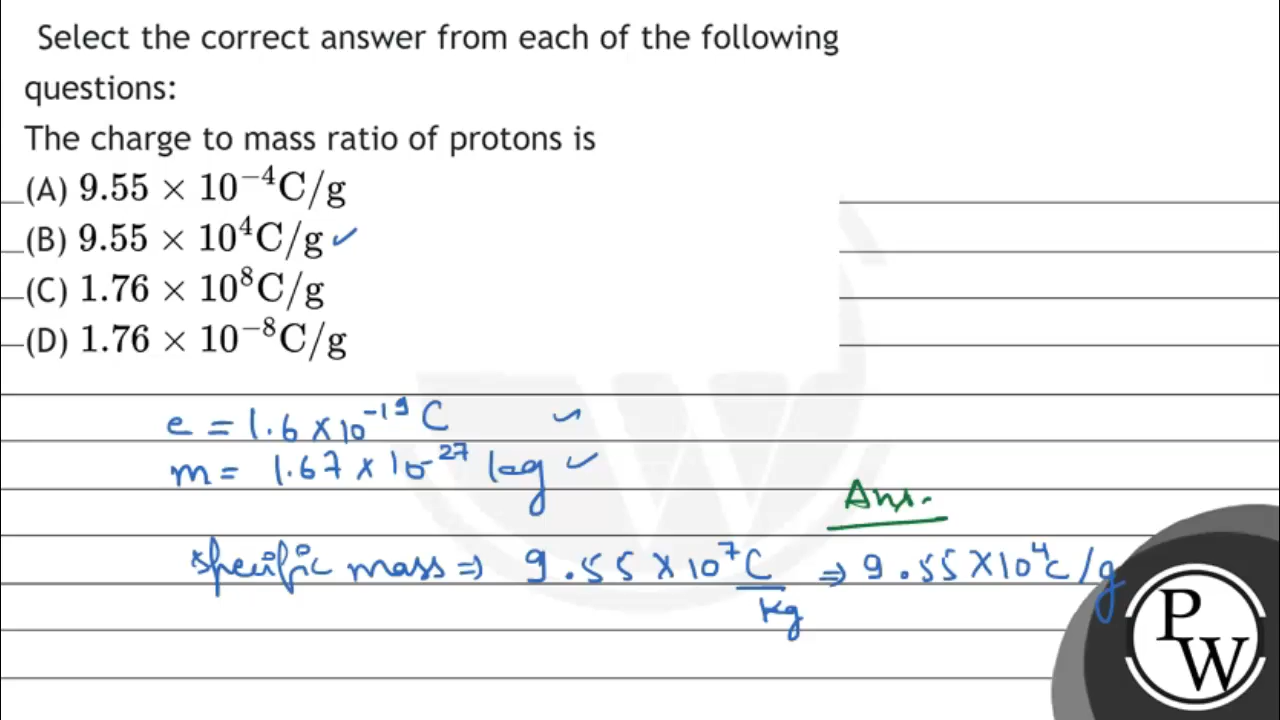 Select the correct answer from each of the following
questions:
The charge to mass ratio of protons is
(A) 9.55 × 10⁻⁴C/g
(B) 9.55 × 10⁴C/g ✓
(C) 1.76 × 10⁸C/g
(D) 1.76 × 10⁻⁸C/g
e = 1.6 × 10⁻¹⁹ C ✓
m = 1.67 × 10⁻²⁷ kg ✓
Ans.
specific mass ⇒ 9.55 × 10⁷ C/kg ⇒ 9.55 × 10⁴ C/g
PW